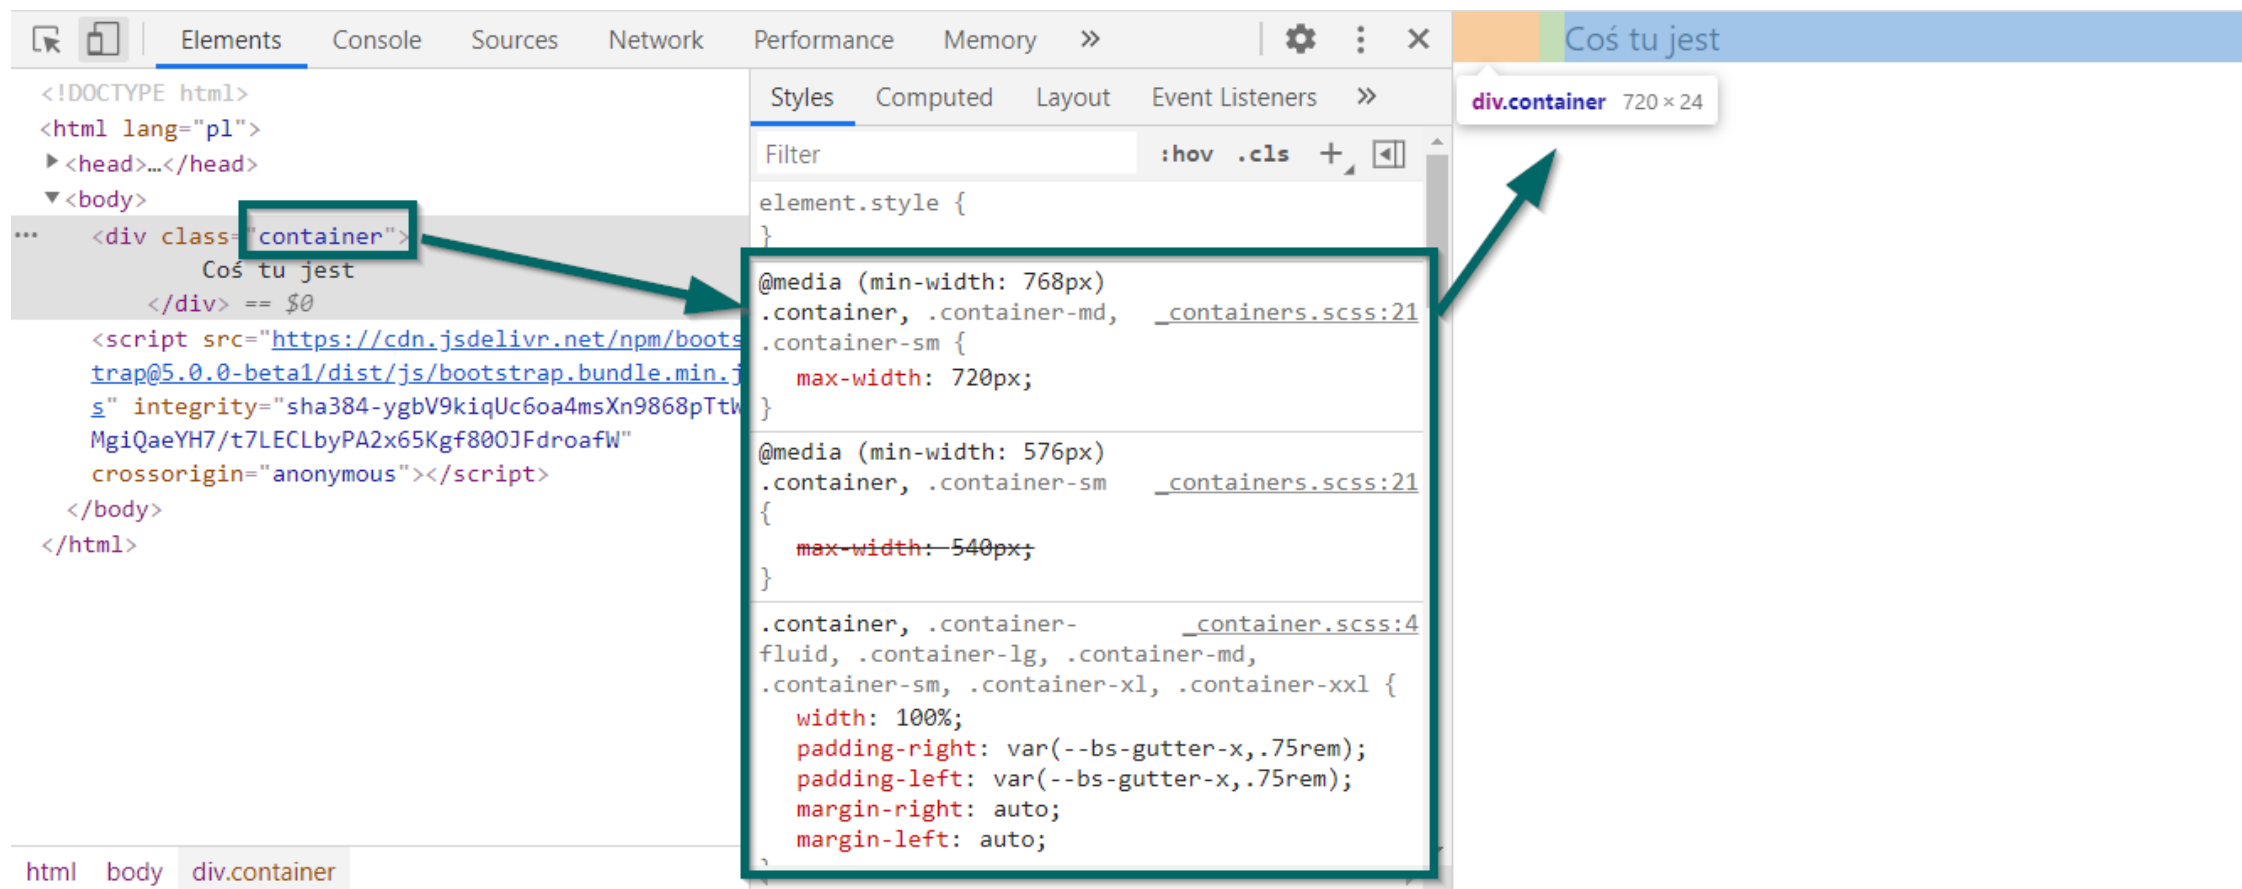 Elements Console Sources Network Performance Memory »
<!DOCTYPE html>
<html lang="pl">
<head>…</head>
<body>
<div class="container">
Coś tu jest
</div> == $0
<script src="https://cdn.jsdelivr.net/npm/boots
trap@5.0.0-beta1/dist/js/bootstrap.bundle.min.j
s" integrity="sha384-ygbV9kiqUc6oa4msXn9868pTtW
MgiQaeYH7/t7LECLbyPA2x65Kgf80OJFdroafW"
crossorigin="anonymous"></script>
</body>
</html>
html body div.container
Styles Computed Layout Event Listeners »
Filter :hov .cls +
element.style {
}
@media (min-width: 768px)
.container, .container-md, _containers.scss:21
.container-sm {
max-width: 720px;
}
@media (min-width: 576px)
.container, .container-sm _containers.scss:21
{
max-width: 540px;
}
.container, .container- _container.scss:4
fluid, .container-lg, .container-md,
.container-sm, .container-xl, .container-xxl {
width: 100%;
padding-right: var(--bs-gutter-x,.75rem);
padding-left: var(--bs-gutter-x,.75rem);
margin-right: auto;
margin-left: auto;
}
Coś tu jest
div.container 720 × 24